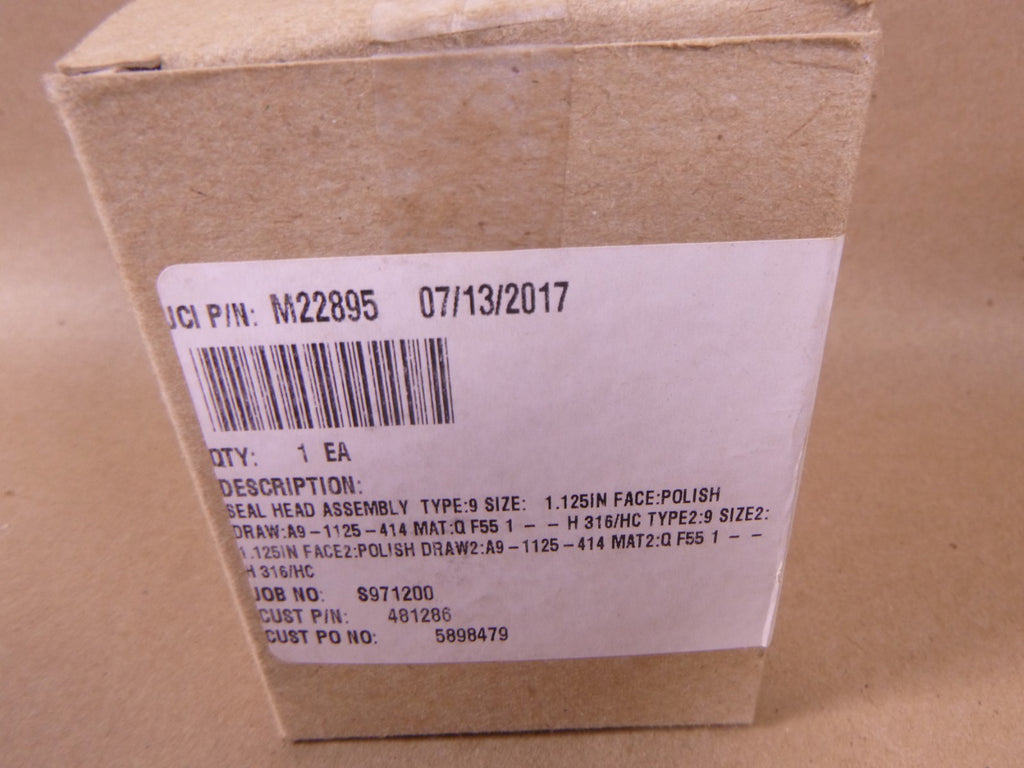 JCI P/N: M22895 07/13/2017
QTY: 1 EA
DESCRIPTION:
SEAL HEAD ASSEMBLY TYPE:9 SIZE: 1.125IN FACE:POLISH
DRAW:A9-1125-414 MAT:Q F55 1 - - H 316/HC TYPE2:9 SIZE2:
1.125IN FACE2:POLISH DRAW2:A9-1125-414 MAT2:Q F55 1 - -
H 316/HC
JOB NO: S971200
CUST P/N: 481286
CUST PO NO: 5898479